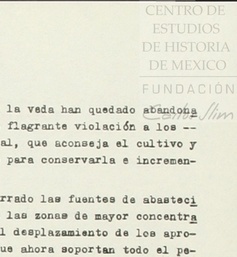 CENTRO DE
ESTUDIOS
DE HISTORIA
DE MEXICO
FUNDACIÓN
Carlos Slim
la veda han quedado abandona
flagrante violación a los --
al, que aconseja el cultivo y
para conservarla e incremen-
rrado las fuentes de abasteci
las zonas de mayor concentra
l desplazamiento de los apro-
ue ahora soportan todo el pe-